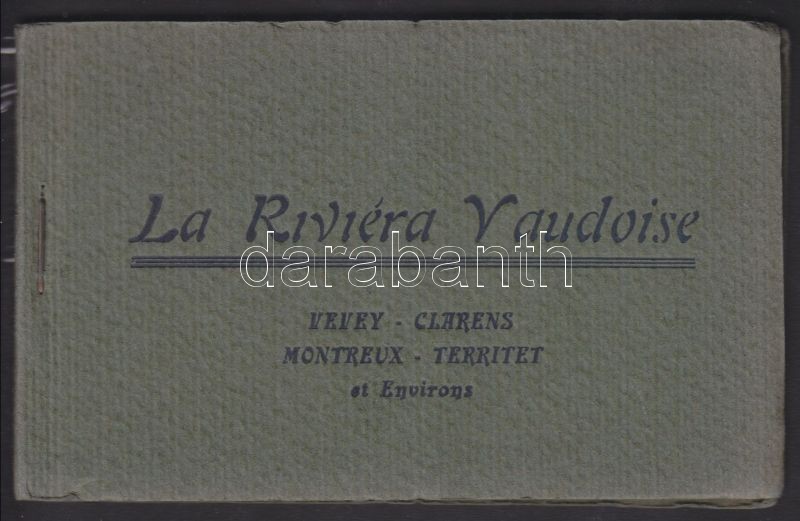 La Riviéra Vaudoise
darabanth
VEVEY - CLARENS
MONTREUX - TERRITET
et Environs